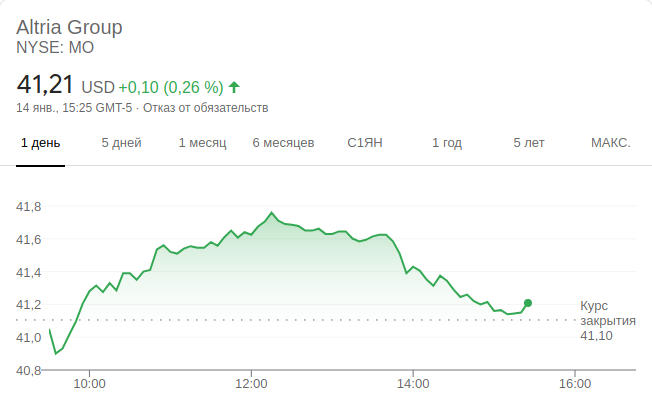 Altria Group
NYSE: MO
41,21 USD +0,10 (0,26 %)
14 янв., 15:25 GMT-5 · Отказ от обязательств
1 день 5 дней 1 месяц 6 месяцев С1ЯН 1 год 5 лет МАКС.
41,8
41,6
41,4
41,2
41,0
40,8
Курс
закрытия
41,10
10:00 12:00 14:00 16:00